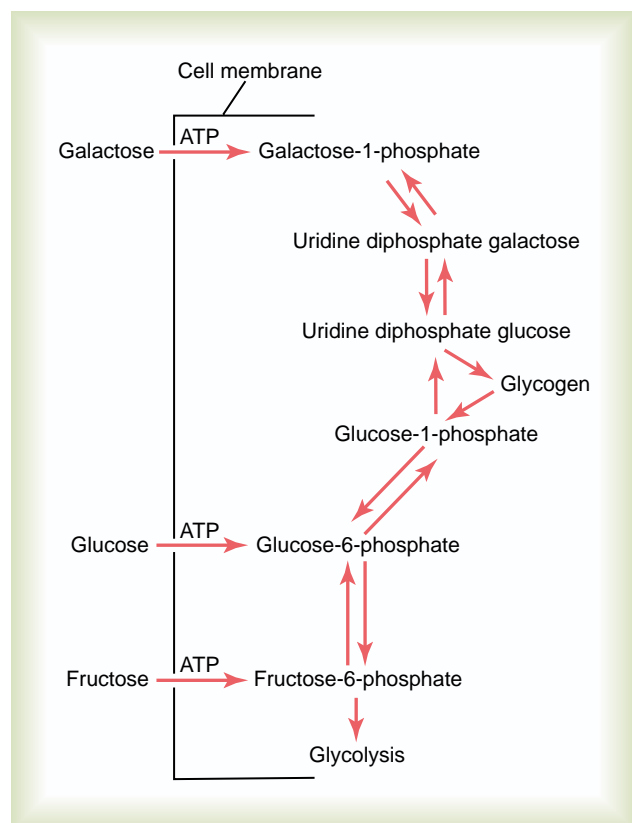 Cell membrane
ATP
Galactose
Galactose-1-phosphate
Uridine diphosphate galactose
Uridine diphosphate glucose
Glycogen
Glucose-1-phosphate
ATP
Glucose
Glucose-6-phosphate
ATP
Fructose
Fructose-6-phosphate
Glycolysis